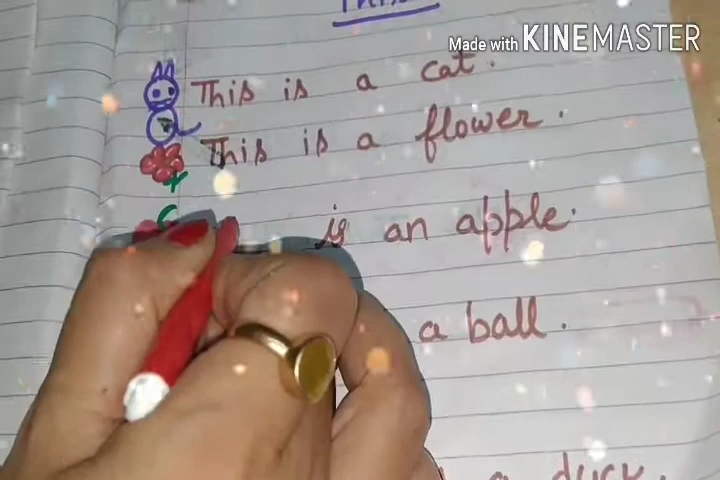 Made with KINEMASTER
This is a cat.
This is a flower.
is an apple.
a ball.
a duck.